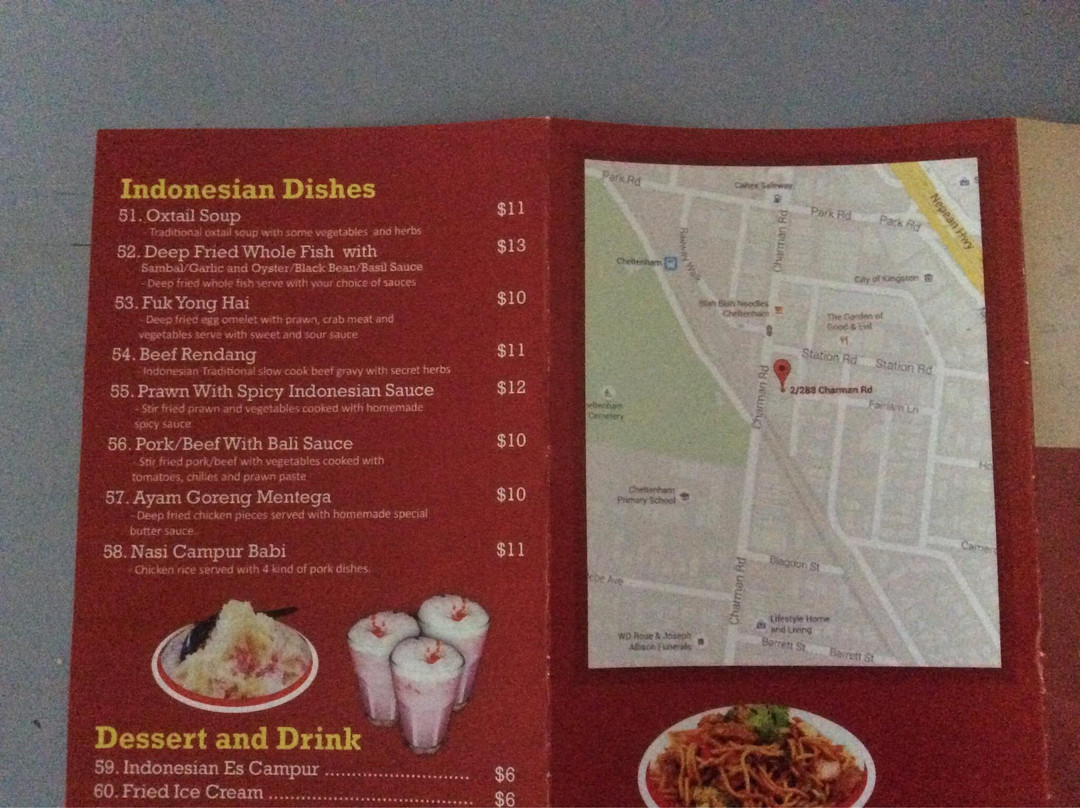 Indonesian Dishes
51. Oxtail Soup $11
- Traditional oxtail soup with some vegetables and herbs
52. Deep Fried Whole Fish with $13
Sambal/Garlic and Oyster/Black Bean/Basil Sauce
- Deep fried whole fish serve with your choice of sauces
53. Fuk Yong Hai $10
- Deep fried egg omelet with prawn, crab meat and
vegetables serve with sweet and sour sauce
54. Beef Rendang $11
- Indonesian Traditional slow cook beef gravy with secret herbs
55. Prawn With Spicy Indonesian Sauce $12
- Stir fried prawn and vegetables cooked with homemade
spicy sauce
56. Pork/Beef With Bali Sauce $10
- Stir fried pork/beef with vegetables cooked with
tomatoes, chilies and prawn paste
57. Ayam Goreng Mentega $10
- Deep fried chicken pieces served with homemade special
butter sauce.
58. Nasi Campur Babi $11
- Chicken rice served with 4 kind of pork dishes.
Dessert and Drink
59. Indonesian Es Campur ............................ $6
60. Fried Ice Cream ........................................ $6
Park Rd
Caltex Safeway
Park Rd
Park Rd
Nepean Hwy
Charman Rd
Cheltenham
Railway Walk
City of Kingston
Blah Blah Noodles
Cheltenham
The Garden of
Good & Evil
Station Rd
Station Rd
2/283 Charman Rd
Charman Rd
Fairlam Ln
eltenham
Cemetery
Cheltenham
Primary School
Blagdon St
Charman Rd
Lifestyle Home
and Living
WD Rose & Joseph
Allison Funerals
Barrett St
Barrett St